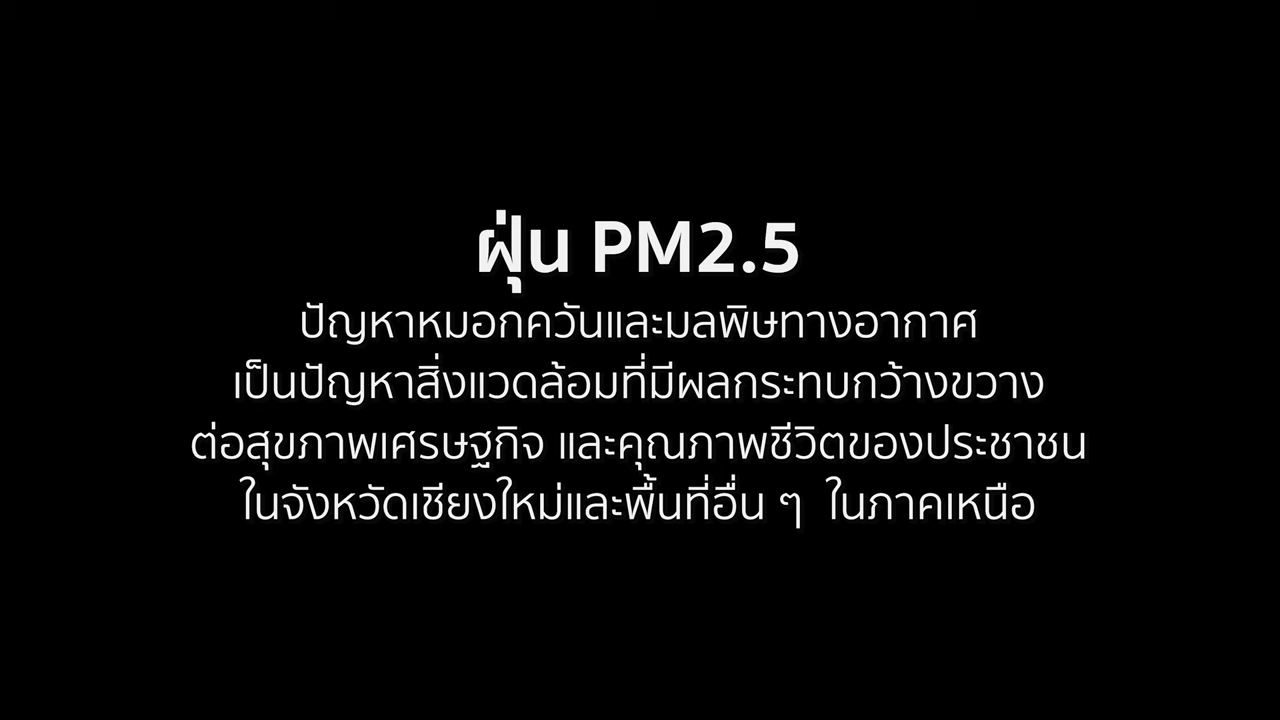 ฝุ่น PM2.5
ปัญหาหมอกควันและมลพิษทางอากาศ
เป็นปัญหาสิ่งแวดล้อมที่มีผลกระทบกว้างขวาง
ต่อสุขภาพเศรษฐกิจ และคุณภาพชีวิตของประชาชน
ในจังหวัดเชียงใหม่และพื้นที่อื่น ๆ ในภาคเหนือ